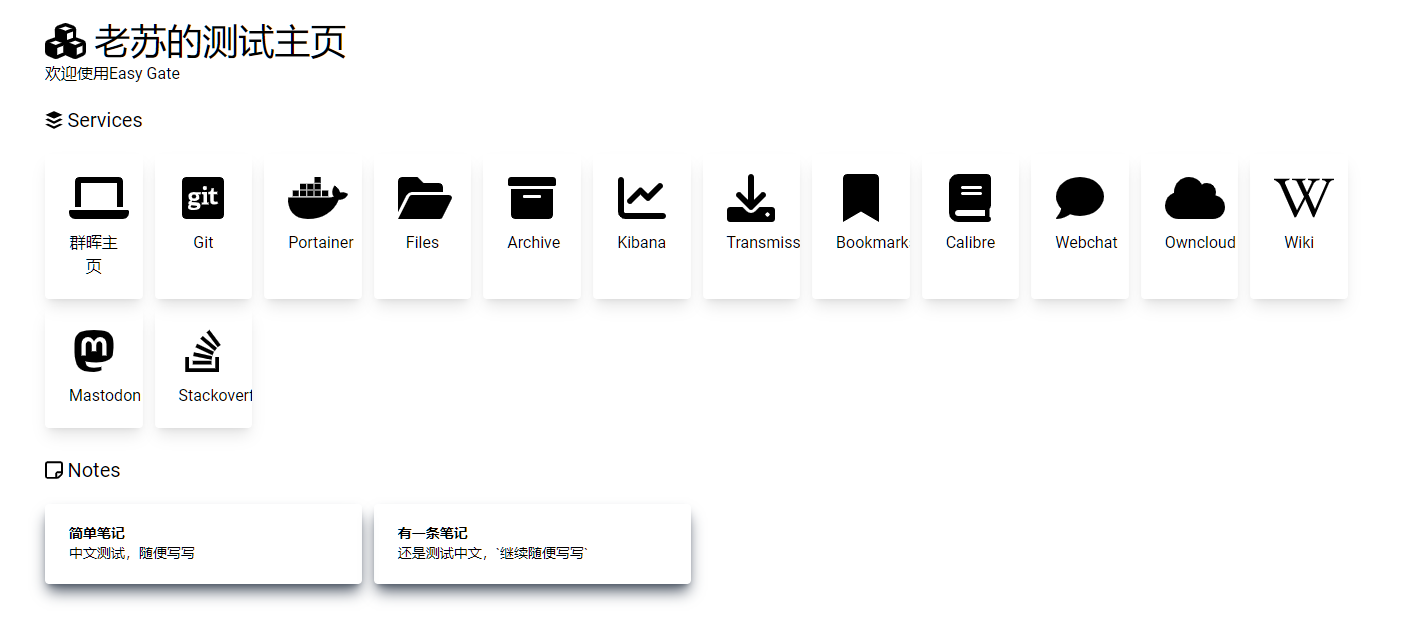 老苏的测试主页
欢迎使用Easy Gate
Services
git
群晖主
页
Git
Portainer
Files
Archive
Kibana
Transmiss
Bookmark
Calibre
Webchat
Owncloud
W
Wiki
m
Mastodon
Stackoverf
Notes
简单笔记
中文测试，随便写写
有一条笔记
还是测试中文，`继续随便写写`